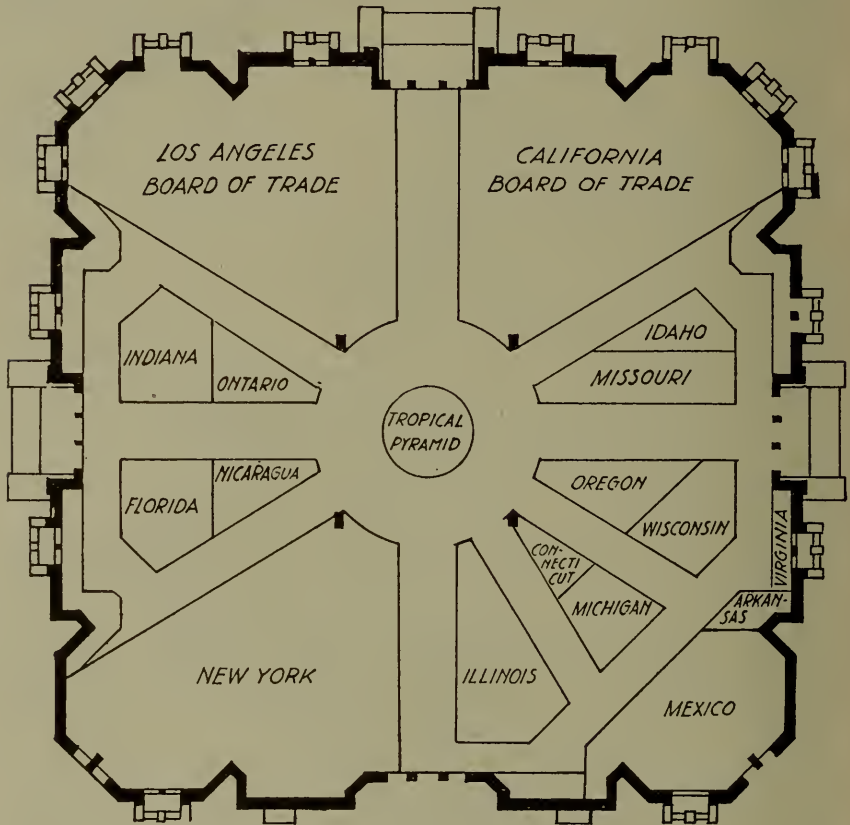 LOS ANGELES
BOARD OF TRADE
CALIFORNIA
BOARD OF TRADE
INDIANA
ONTARIO
IDAHO
MISSOURI
TROPICAL
PYRAMID
FLORIDA
NICARAGUA
OREGON
WISCONSIN
VIRGINIA
CON-
NECTI
CUT
MICHIGAN
ARKAN-
SAS
NEW YORK
ILLINOIS
MEXICO